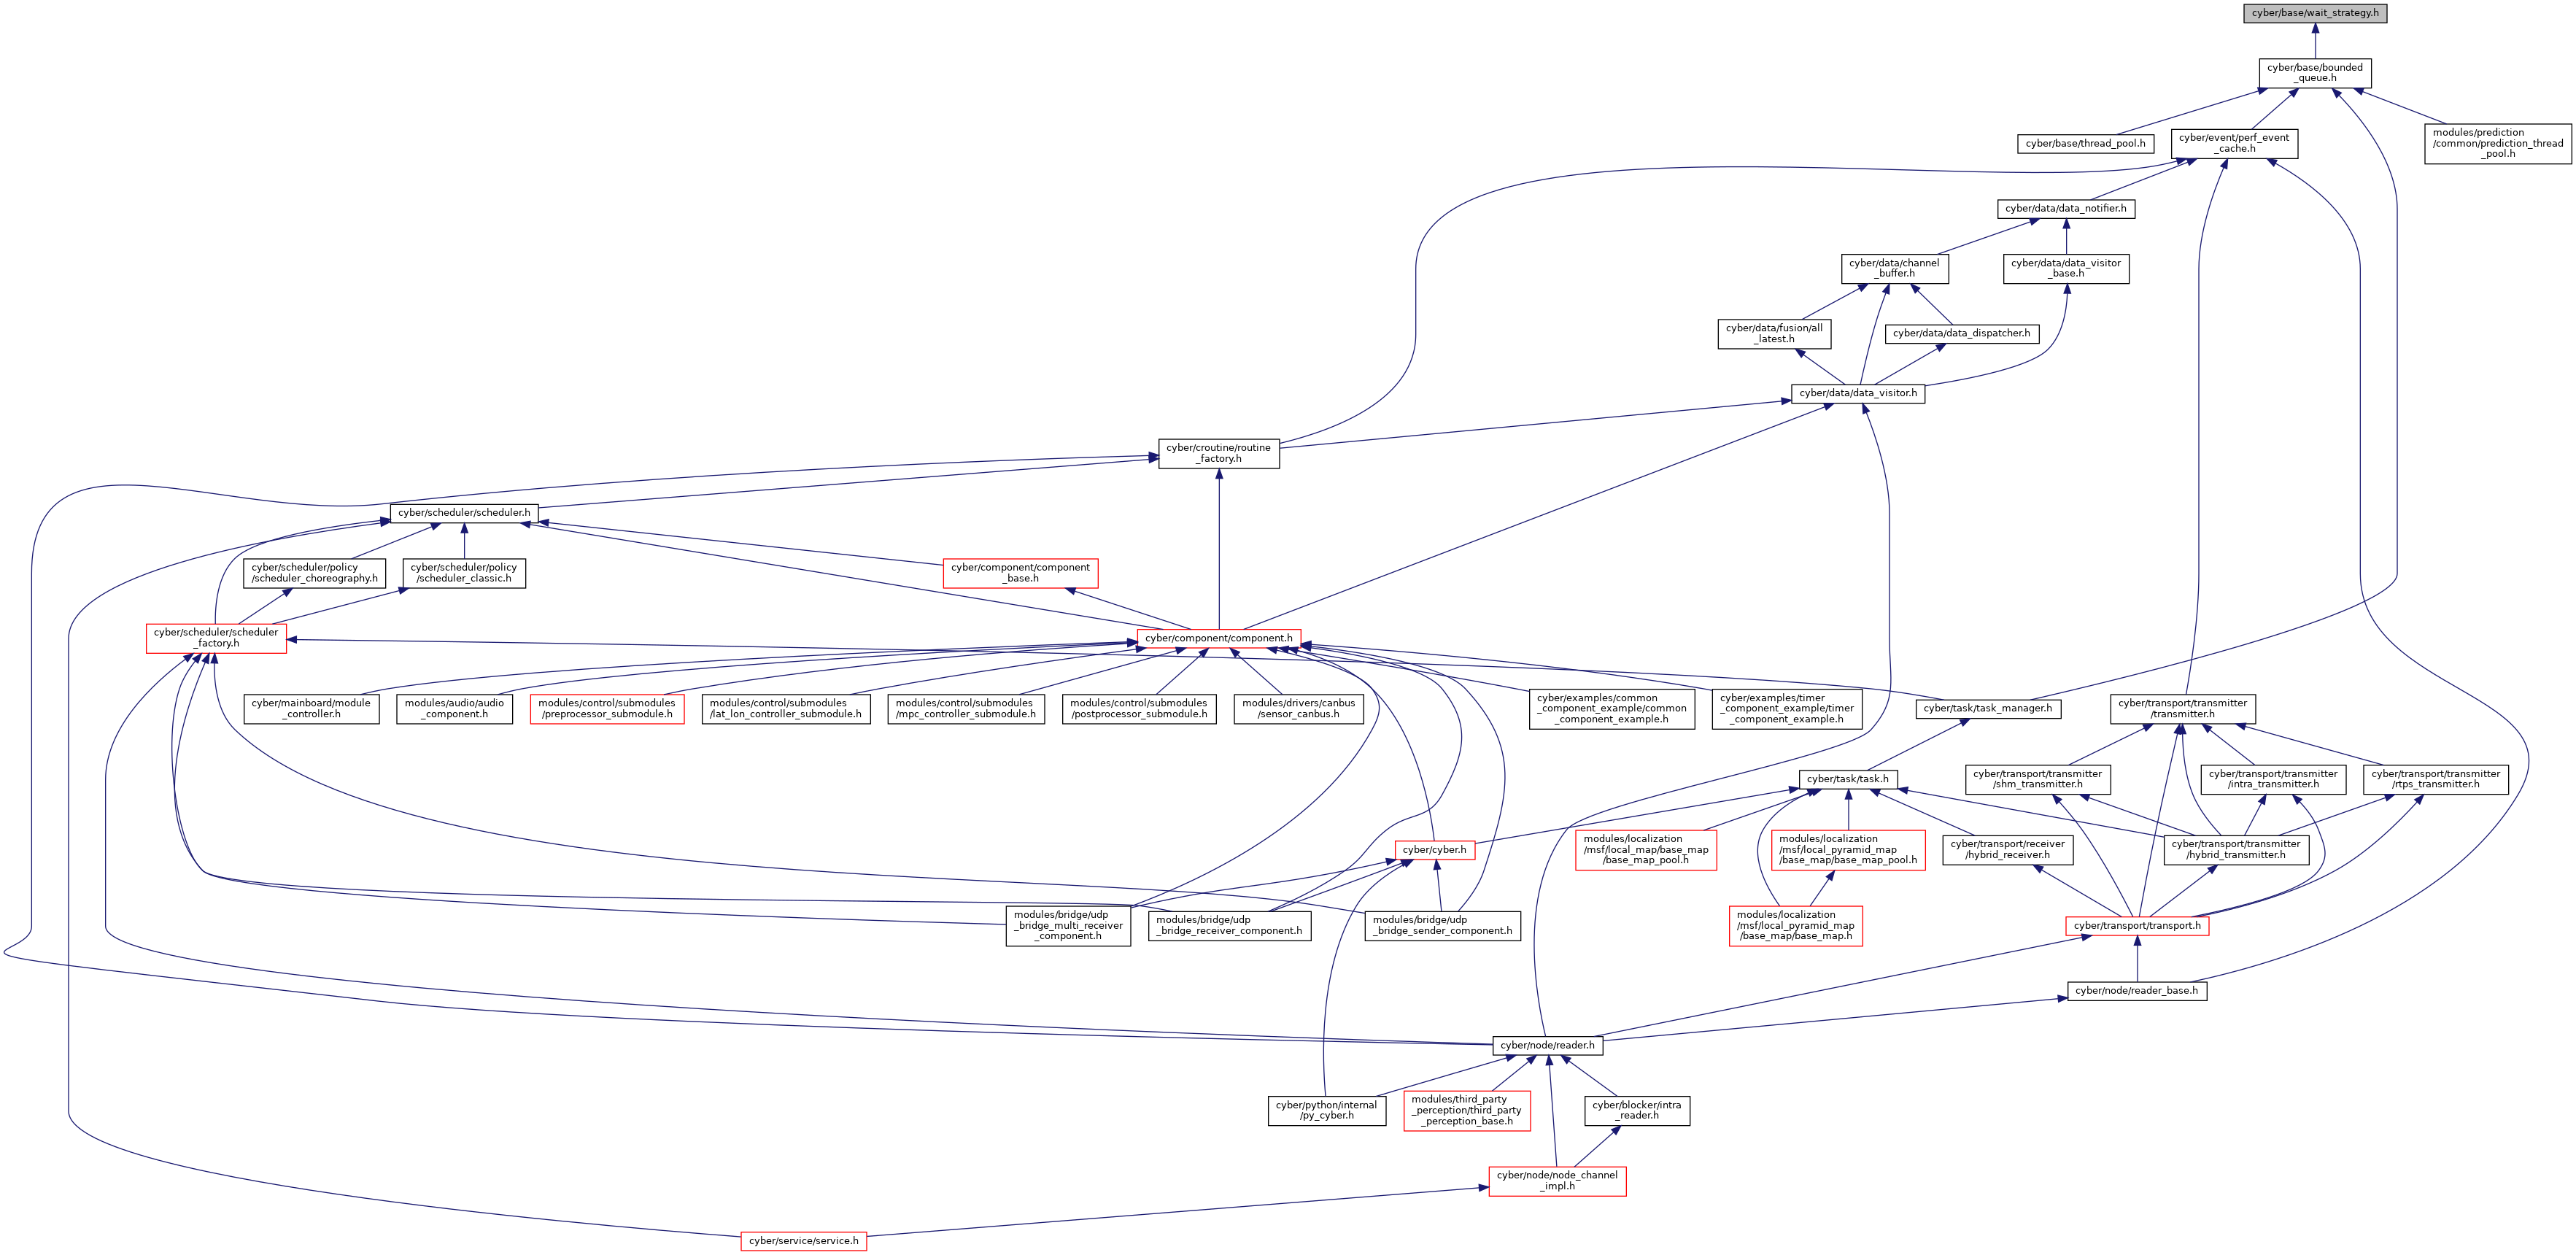 cyber/base/wait_strategy.h
cyber/base/bounded
_queue.h
cyber/base/thread_pool.h
cyber/event/perf_event
_cache.h
modules/prediction
/common/prediction_thread
_pool.h
cyber/data/data_notifier.h
cyber/data/channel
_buffer.h
cyber/data/data_visitor
_base.h
cyber/data/fusion/all
_latest.h
cyber/data/data_dispatcher.h
cyber/data/data_visitor.h
cyber/croutine/routine
_factory.h
cyber/scheduler/scheduler.h
cyber/scheduler/policy
/scheduler_choreography.h
cyber/scheduler/policy
/scheduler_classic.h
cyber/component/component
_base.h
cyber/scheduler/scheduler
_factory.h
cyber/component/component.h
cyber/mainboard/module
_controller.h
modules/audio/audio
_component.h
modules/control/submodules
/preprocessor_submodule.h
modules/control/submodules
/lat_lon_controller_submodule.h
modules/control/submodules
/mpc_controller_submodule.h
modules/control/submodules
/postprocessor_submodule.h
modules/drivers/canbus
/sensor_canbus.h
cyber/examples/common
_component_example/common
_component_example.h
cyber/examples/timer
_component_example/timer
_component_example.h
cyber/task/task_manager.h
cyber/transport/transmitter
/transmitter.h
cyber/task/task.h
cyber/transport/transmitter
/shm_transmitter.h
cyber/transport/transmitter
/intra_transmitter.h
cyber/transport/transmitter
/rtps_transmitter.h
cyber/cyber.h
modules/localization
/msf/local_map/base_map
/base_map_pool.h
modules/localization
/msf/local_pyramid_map
/base_map/base_map_pool.h
cyber/transport/receiver
/hybrid_receiver.h
cyber/transport/transmitter
/hybrid_transmitter.h
modules/bridge/udp
_bridge_multi_receiver
_component.h
modules/bridge/udp
_bridge_receiver_component.h
modules/bridge/udp
_bridge_sender_component.h
modules/localization
/msf/local_pyramid_map
/base_map/base_map.h
cyber/transport/transport.h
cyber/node/reader_base.h
cyber/node/reader.h
cyber/python/internal
/py_cyber.h
modules/third_party
_perception/third_party
_perception_base.h
cyber/blocker/intra
_reader.h
cyber/node/node_channel
_impl.h
cyber/service/service.h